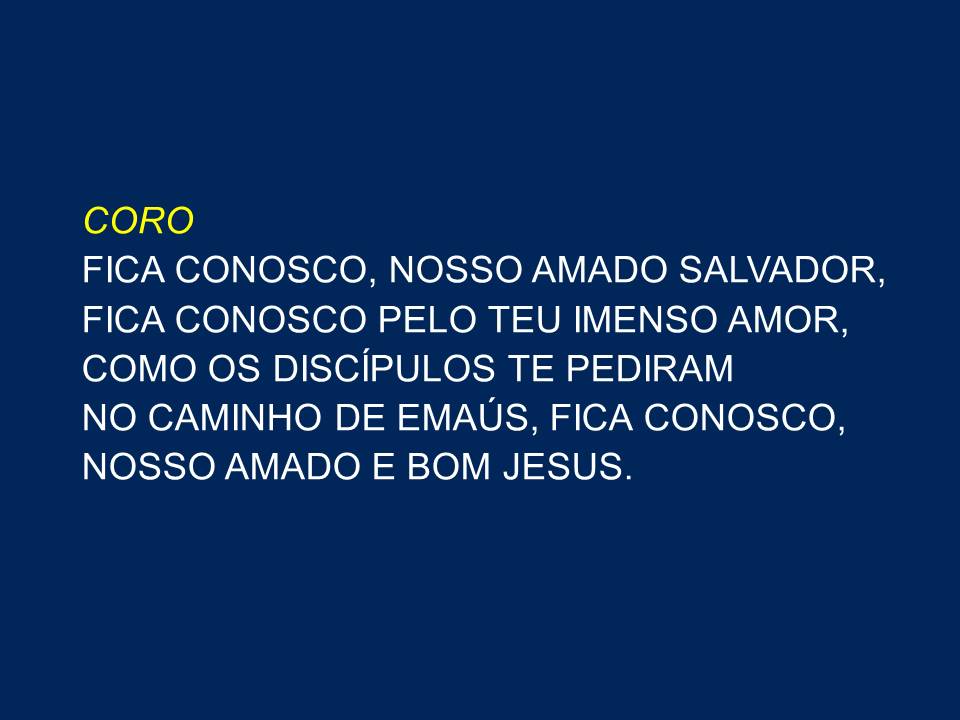 CORO
FICA CONOSCO, NOSSO AMADO SALVADOR,
FICA CONOSCO PELO TEU IMENSO AMOR,
COMO OS DISCÍPULOS TE PEDIRAM
NO CAMINHO DE EMAÚS, FICA CONOSCO,
NOSSO AMADO E BOM JESUS.